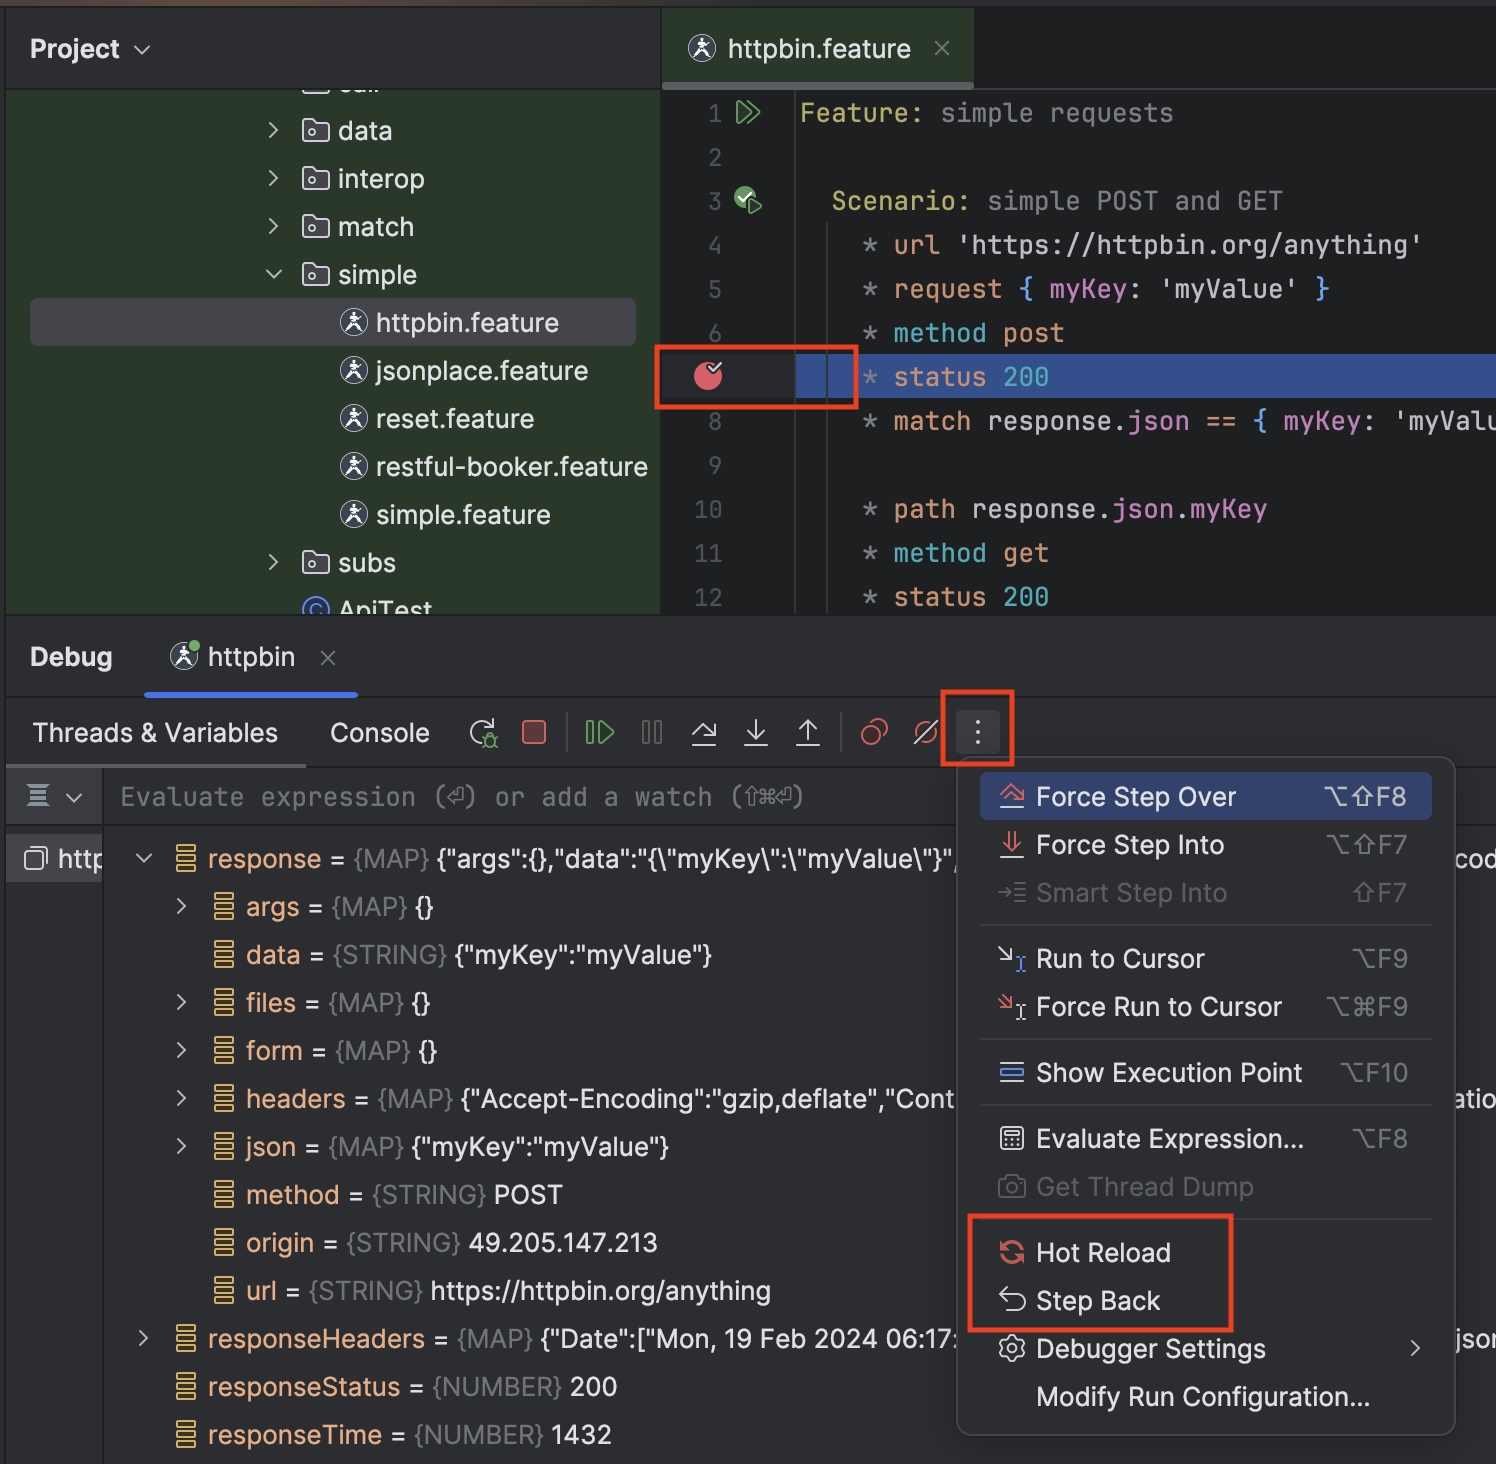 Project
httpbin.feature
data
interop
match
simple
httpbin.feature
jsonplace.feature
reset.feature
restful-booker.feature
simple.feature
subs
ApiTest
1 Feature: simple requests
2
3 Scenario: simple POST and GET
4 * url 'https://httpbin.org/anything'
5 * request { myKey: 'myValue' }
6 * method post
* status 200
8 * match response.json == { myKey: 'myValu
9
10 * path response.json.myKey
11 * method get
12 * status 200
Debug httpbin
Threads & Variables Console
Evaluate expression (⏎) or add a watch (⇧⌘⏎)
http
response = {MAP} {"args":{},"data":"{\"myKey\":\"myValue\"}",
args = {MAP} {}
data = {STRING} {"myKey":"myValue"}
files = {MAP} {}
form = {MAP} {}
headers = {MAP} {"Accept-Encoding":"gzip,deflate","Cont
json = {MAP} {"myKey":"myValue"}
method = {STRING} POST
origin = {STRING} 49.205.147.213
url = {STRING} https://httpbin.org/anything
responseHeaders = {MAP} {"Date":["Mon, 19 Feb 2024 06:17:
responseStatus = {NUMBER} 200
responseTime = {NUMBER} 1432
Force Step Over ⌥⇧F8
Force Step Into ⌥⇧F7
Smart Step Into ⇧F7
Run to Cursor ⌥F9
Force Run to Cursor ⌥⌘F9
Show Execution Point ⌥F10
Evaluate Expression... ⌥F8
Get Thread Dump
Hot Reload
Step Back
Debugger Settings
Modify Run Configuration...